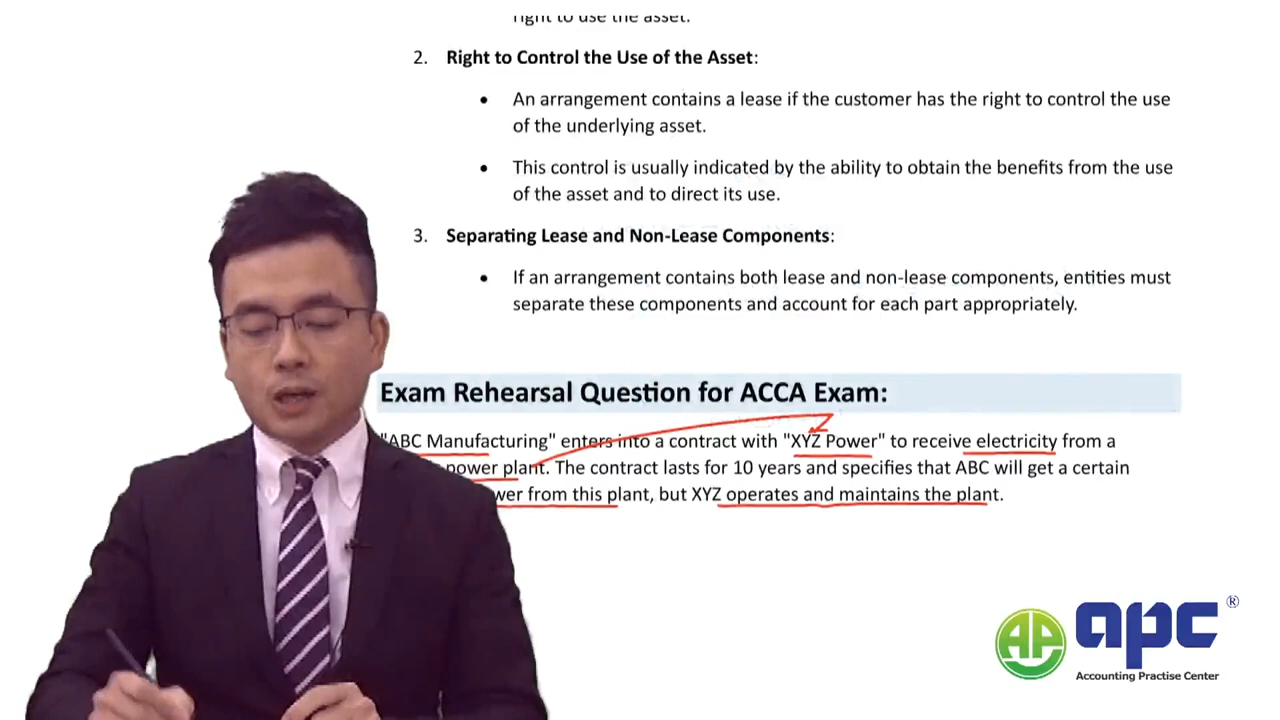 right to use the asset.
2. Right to Control the Use of the Asset:
• An arrangement contains a lease if the customer has the right to control the use
of the underlying asset.
• This control is usually indicated by the ability to obtain the benefits from the use
of the asset and to direct its use.
3. Separating Lease and Non-Lease Components:
• If an arrangement contains both lease and non-lease components, entities must
separate these components and account for each part appropriately.
Exam Rehearsal Question for ACCA Exam:
"ABC Manufacturing" enters into a contract with "XYZ Power" to receive electricity from a
power plant. The contract lasts for 10 years and specifies that ABC will get a certain
from this plant, but XYZ operates and maintains the plant.
AP
apc®
Accounting Practise Center